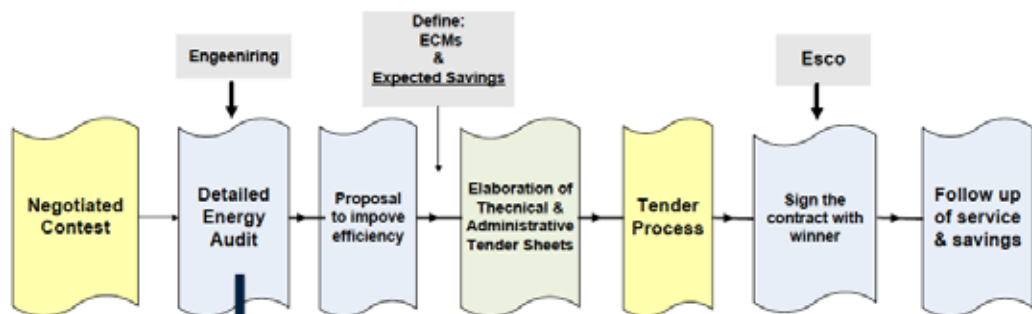 Define:
ECMs
&
Expected Savings
Engeeniring
Esco
Negotiated
Contest
Detailed
Energy
Audit
Proposal
to impove
efficiency
Elaboration of
Thecnical &
Administrative
Tender Sheets
Tender
Process
Sign the
contract with
winner
Follow up
of service
& savings